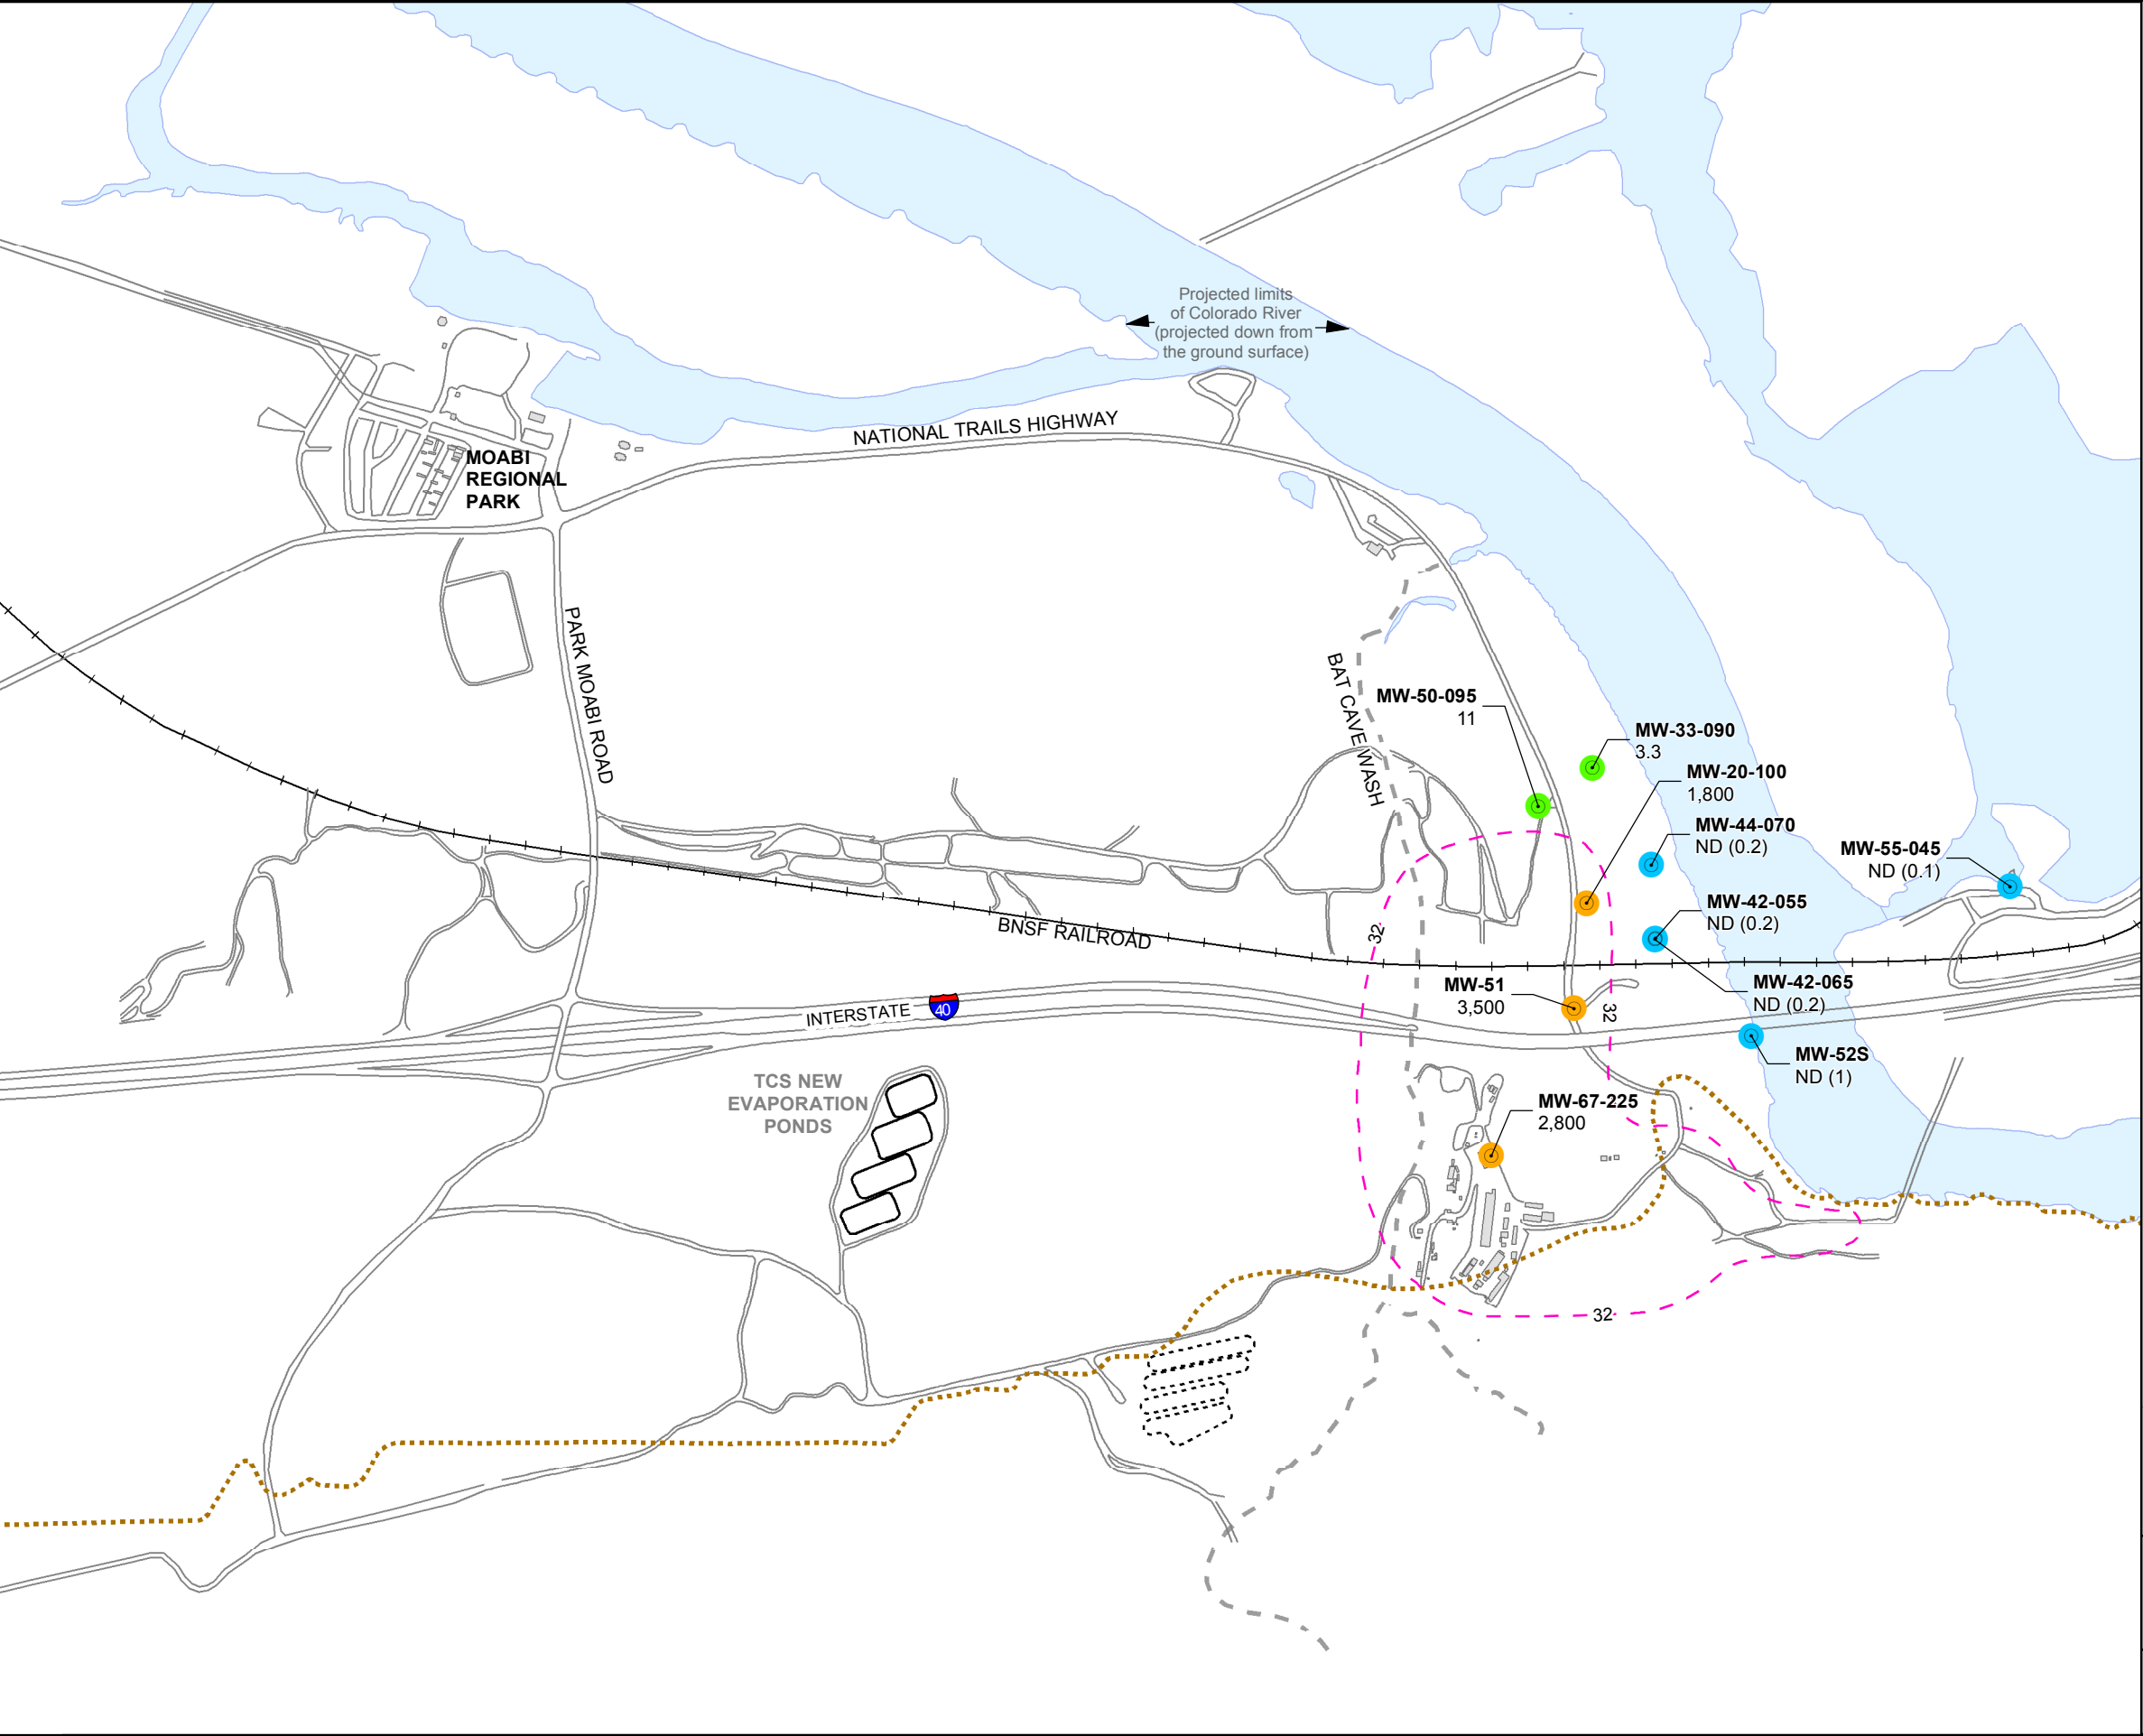 Projected limits
of Colorado River
(projected down from
the ground surface)
NATIONAL TRAILS HIGHWAY
MOABI
REGIONAL
PARK
PARK MOABI ROAD
BAT CAVE WASH
MW-50-095
11
MW-33-090
3.3
MW-20-100
1,800
MW-44-070
ND (0.2)
MW-55-045
ND (0.1)
MW-42-055
ND (0.2)
32
BNSF RAILROAD
MW-42-065
ND (0.2)
MW-51
3,500
32
INTERSTATE
40
MW-52S
ND (1)
TCS NEW
EVAPORATION
PONDS
MW-67-225
2,800
32